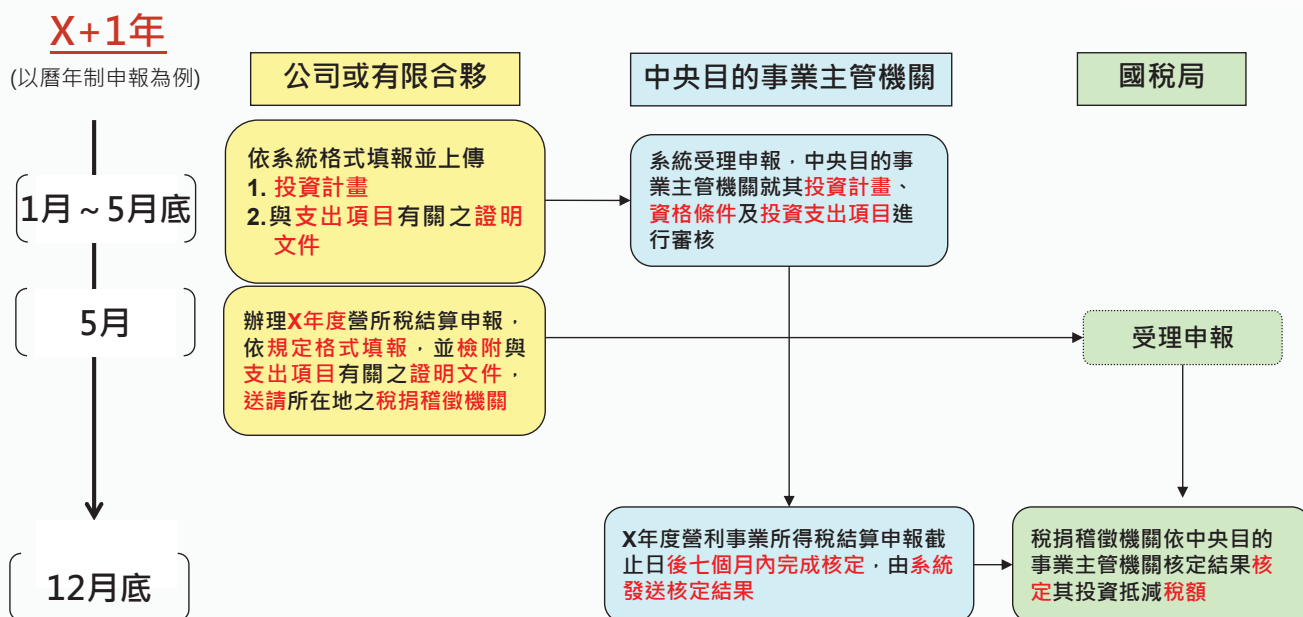 X+1年
(以曆年制申報為例)
公司或有限合夥
中央目的事業主管機關
國稅局
1月～5月底
依系統格式填報並上傳
1. 投資計畫
2.與支出項目有關之證明
文件
系統受理申報，中央目的事
業主管機關就其投資計畫、
資格條件及投資支出項目進
行審核
5月
辦理X年度營所稅結算申報，
依規定格式填報，並檢附與
支出項目有關之證明文件，
送請所在地之稅捐稽徵機關
受理申報
12月底
X年度營利事業所得稅結算申報截
止日後七個月內完成核定，由系統
發送核定結果
稅捐稽徵機關依中央目的
事業主管機關核定結果核
定其投資抵減稅額